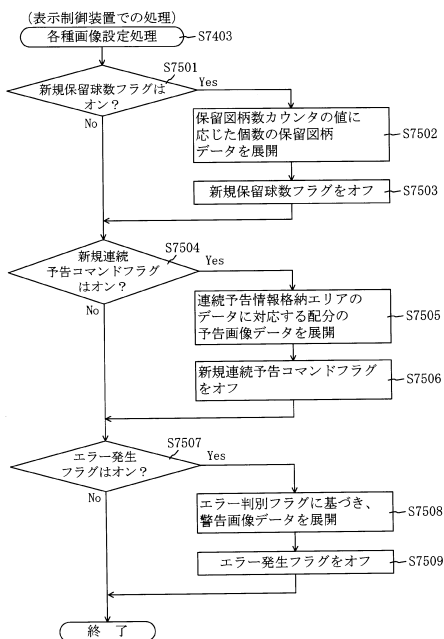 (表示制御装置での処理)
各種画像設定処理
S7403
S7501
新規保留球数フラグは
オン?
Yes
No
保留図柄数カウンタの値に
応じた個数の保留図柄
データを展開
S7502
新規保留球数フラグをオフ
S7503
S7504
新規連続
予告コマンドフラグ
はオン?
Yes
No
連続予告情報格納エリアの
データに対応する配分の
予告画像データを展開
S7505
新規連続予告コマンドフラグ
をオフ
S7506
S7507
エラー発生
フラグはオン?
Yes
No
エラー判別フラグに基づき、
警告画像データを展開
S7508
エラー発生フラグをオフ
S7509
終 了